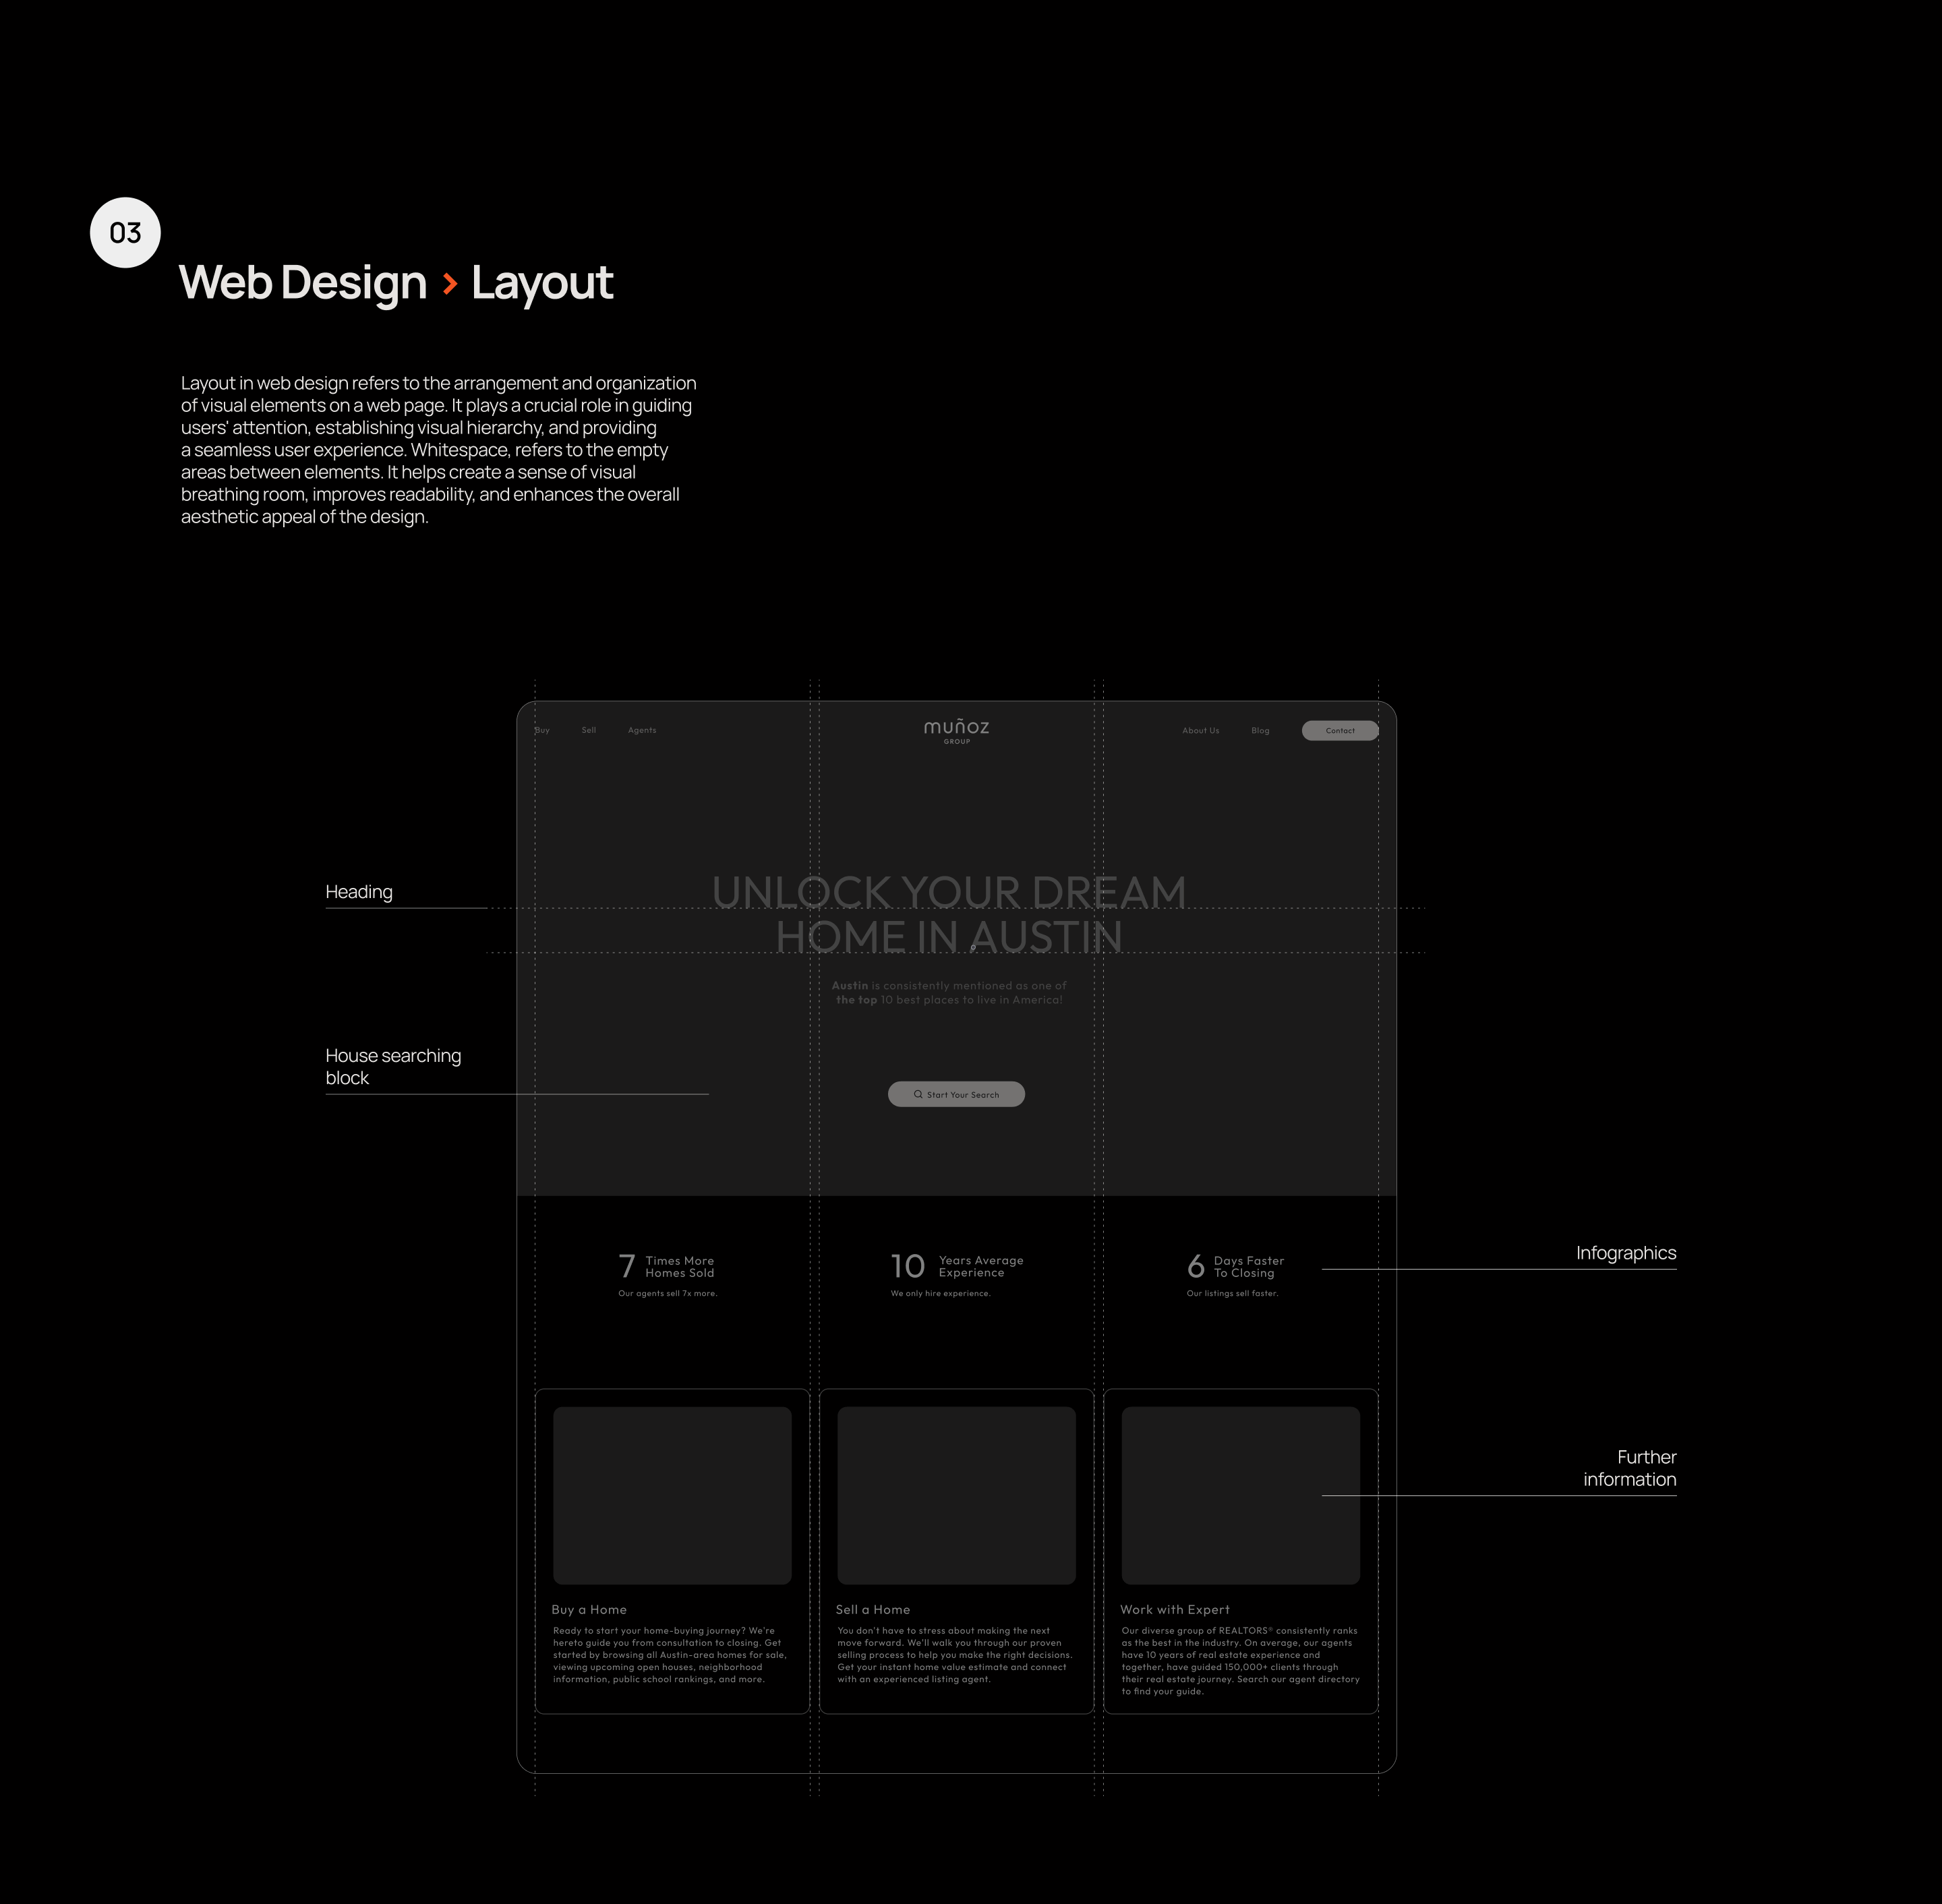 03
Web Design > Layout
Layout in web design refers to the arrangement and organization
of visual elements on a web page. It plays a crucial role in guiding
users' attention, establishing visual hierarchy, and providing
a seamless user experience. Whitespace, refers to the empty
areas between elements. It helps create a sense of visual
breathing room, improves readability, and enhances the overall
aesthetic appeal of the design.
Buy Sell Agents
muñoz
GROUP
About Us Blog Contact
Heading
UNLOCK YOUR DREAM
HOME IN AUSTIN
Austin is consistently mentioned as one of
the top 10 best places to live in America!
House searching
block
Start Your Search
7 Times More
Homes Sold
Our agents sell 7x more.
10 Years Average
Experience
We only hire experience.
6 Days Faster
To Closing
Our listings sell faster.
Infographics
Further
information
Buy a Home
Ready to start your home-buying journey? We're
hereto guide you from consultation to closing. Get
started by browsing all Austin-area homes for sale,
viewing upcoming open houses, neighborhood
information, public school rankings, and more.
Sell a Home
You don't have to stress about making the next
move forward. We'll walk you through our proven
selling process to help you make the right decisions.
Get your instant home value estimate and connect
with an experienced listing agent.
Work with Expert
Our diverse group of REALTORS® consistently ranks
as the best in the industry. On average, our agents
have 10 years of real estate experience and
together, have guided 150,000+ clients through
their real estate journey. Search our agent directory
to find your guide.